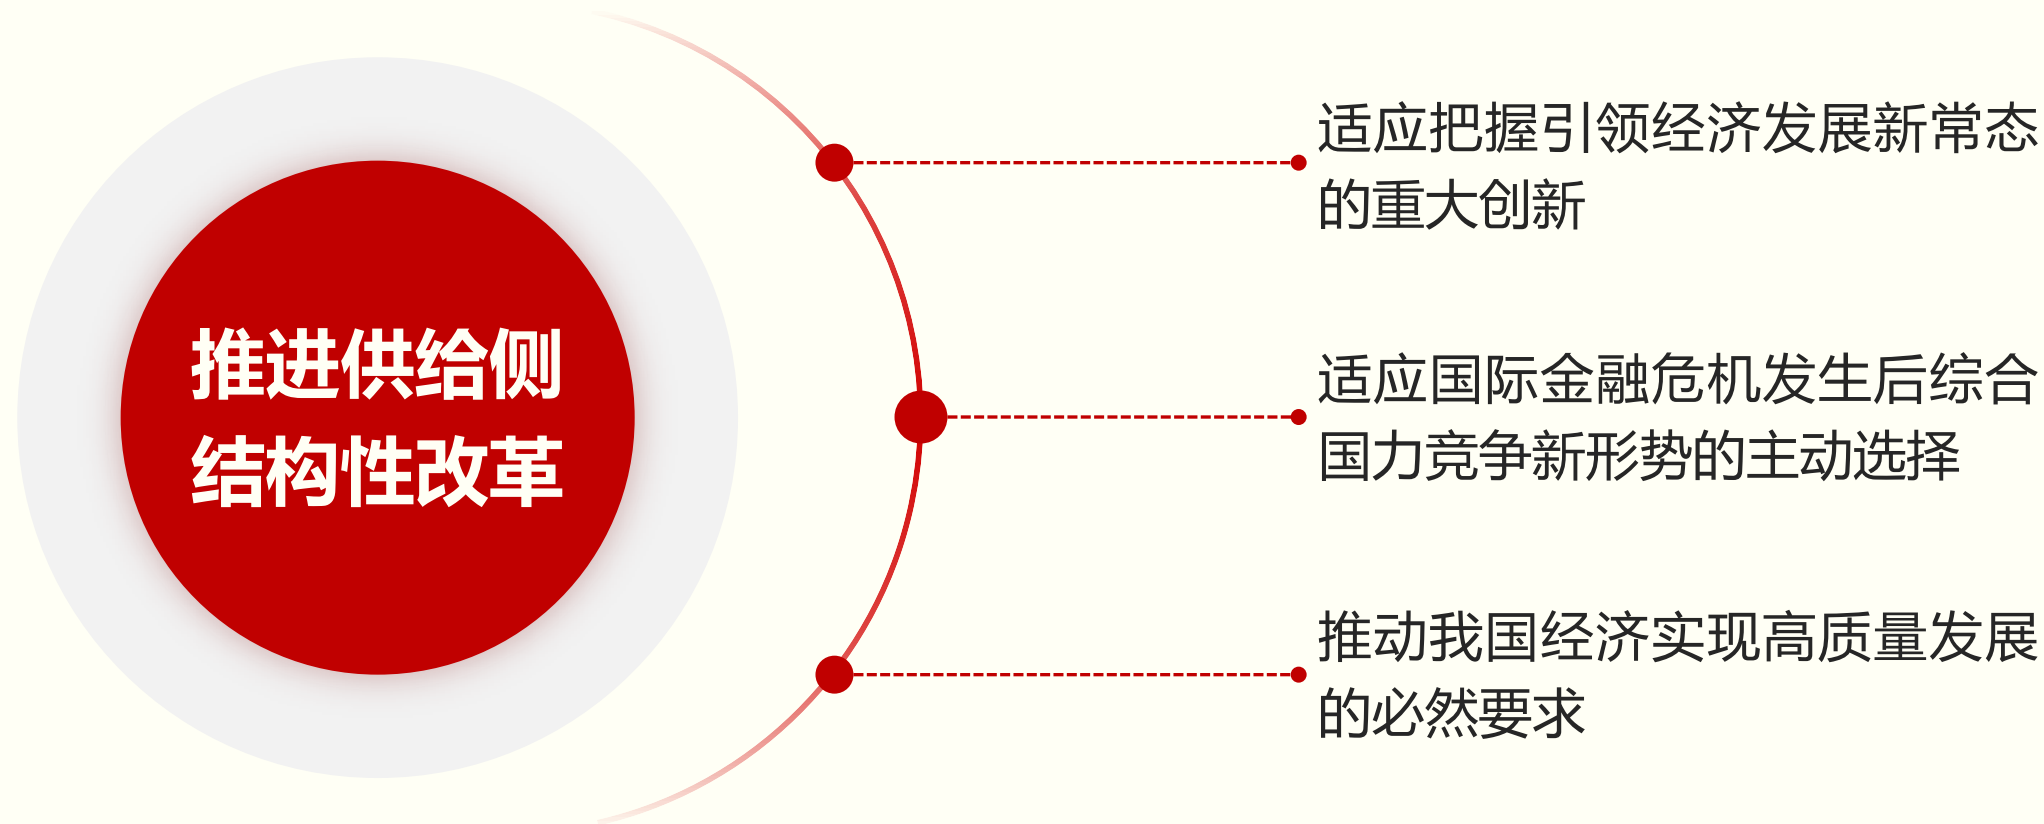 推进供给侧
结构性改革
适应把握引领经济发展新常态
的重大创新
适应国际金融危机发生后综合
国力竞争新形势的主动选择
推动我国经济实现高质量发展
的必然要求